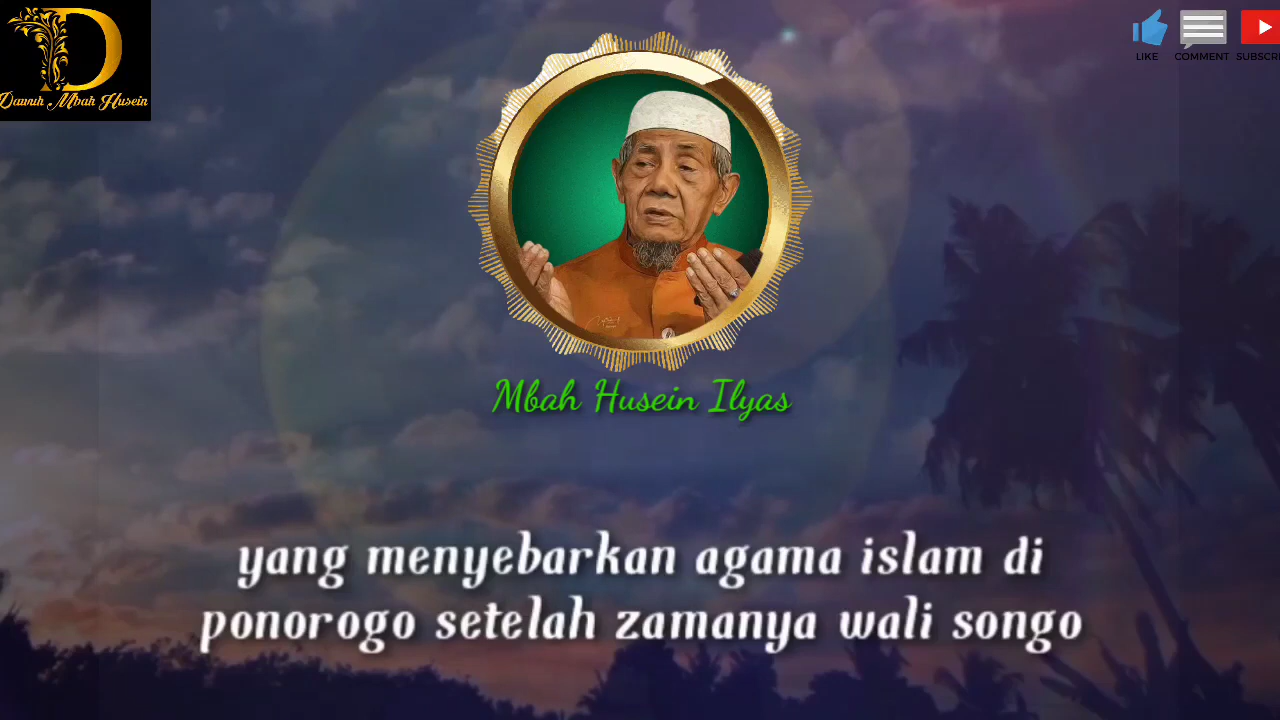 D
Dawuh Mbah Husein
LIKE
COMMENT
SUBSCRI
Mbah Husein Ilyas
yang menyebarkan agama islam di
ponorogo setelah zamanya wali songo